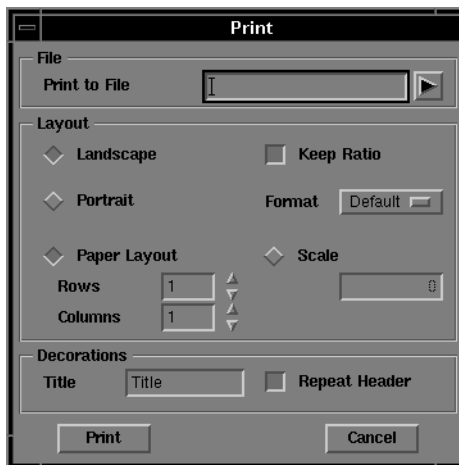 Print
File
Print to File
Layout
Landscape
Keep Ratio
Portrait
Format Default
Paper Layout
Scale
Rows 1
0
Columns 1
Decorations
Title Title
Repeat Header
Print
Cancel